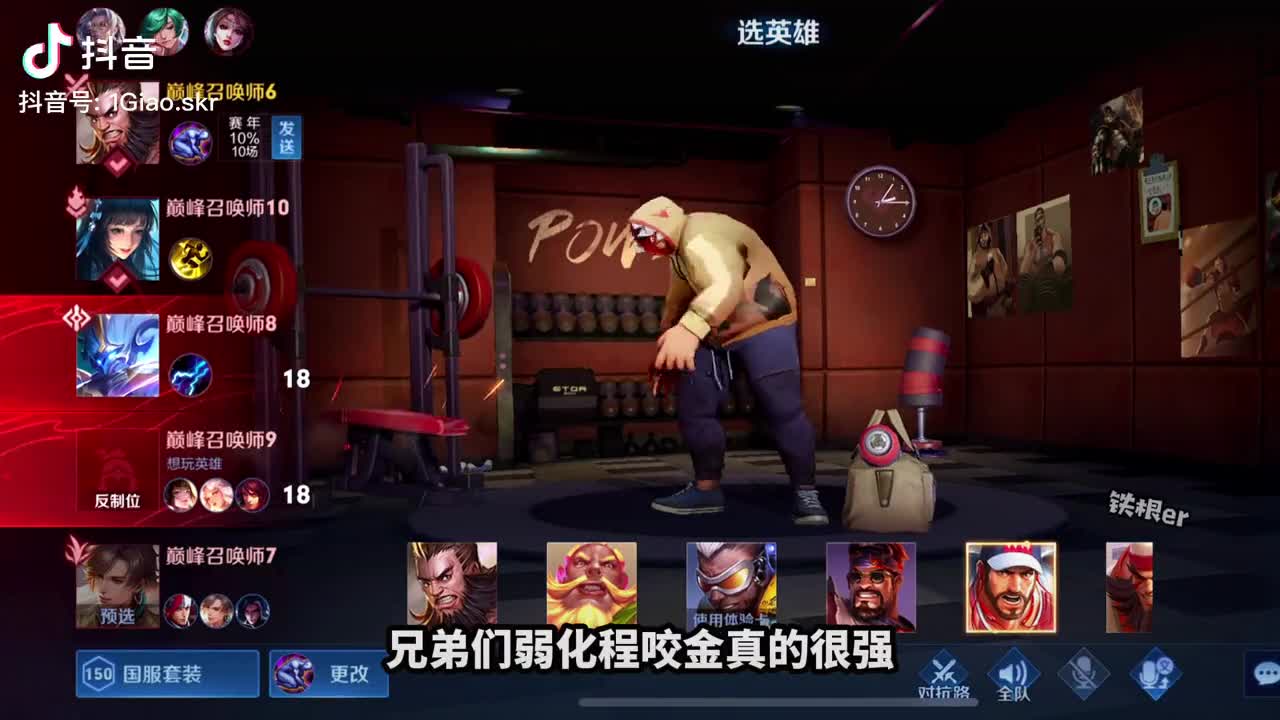 抖音
抖音号: 1Giao.skr
选英雄
巅峰召唤师6
赛 年
10%
10场
发送
巅峰召唤师10
巅峰召唤师8
18
巅峰召唤师9
想玩英雄
反制位
18
巅峰召唤师7
预选
POW
ETOR
铁根er
使用体验卡
兄弟们弱化程咬金真的很强
150 国服套装
更改
对抗路
全队